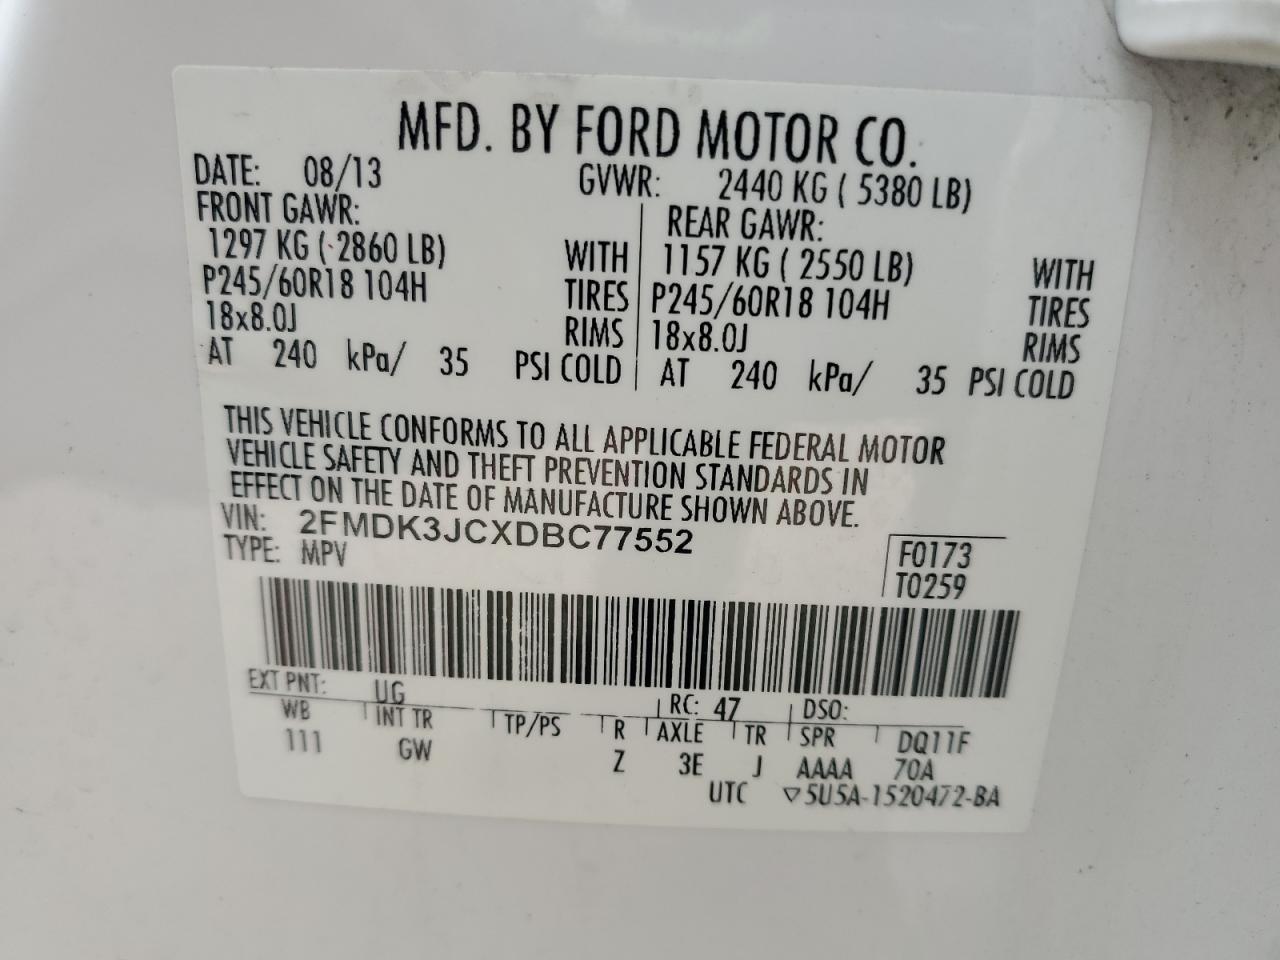 MFD. BY FORD MOTOR CO.
DATE: 08/13 GVWR: 2440 KG ( 5380 LB)
FRONT GAWR: REAR GAWR:
1297 KG ( 2860 LB) WITH 1157 KG ( 2550 LB) WITH
P245/60R18 104H TIRES P245/60R18 104H TIRES
18x8.0J RIMS 18x8.0J RIMS
AT 240 kPa/ 35 PSI COLD AT 240 kPa/ 35 PSI COLD
THIS VEHICLE CONFORMS TO ALL APPLICABLE FEDERAL MOTOR
VEHICLE SAFETY AND THEFT PREVENTION STANDARDS IN
EFFECT ON THE DATE OF MANUFACTURE SHOWN ABOVE.
VIN: 2FMDK3JCXDBC77552
TYPE: MPV F0173
T0259
EXT PNT: UG RC: 47 DSO:
WB INT TR TP/PS R AXLE TR SPR DQ11F
111 GW Z 3E J AAAA 70A
UTC ▽5U5A-1520472-BA